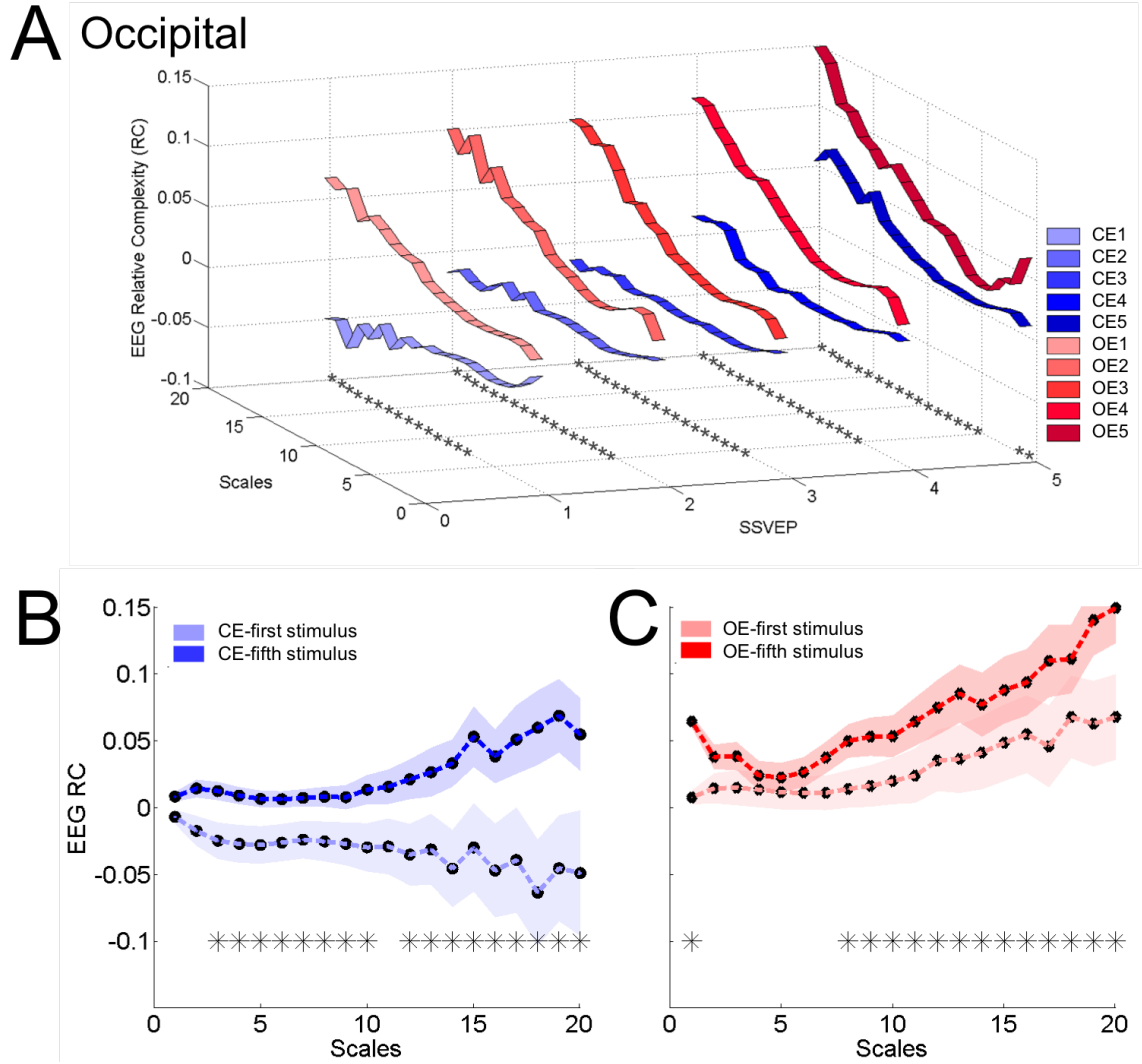 A Occipital
0.15
0.1
0.05
0
-0.05
-0.1
EEG Relative Complexity (RC)
20
15
10
5
0
Scales
0
1
2
3
4
5
SSVEP
CE1
CE2
CE3
CE4
CE5
OE1
OE2
OE3
OE4
OE5
B
0.15
0.1
0.05
0
-0.05
-0.1
EEG RC
CE-first stimulus
CE-fifth stimulus
0 5 10 15 20
Scales
C
OE-first stimulus
OE-fifth stimulus
0 5 10 15 20
Scales